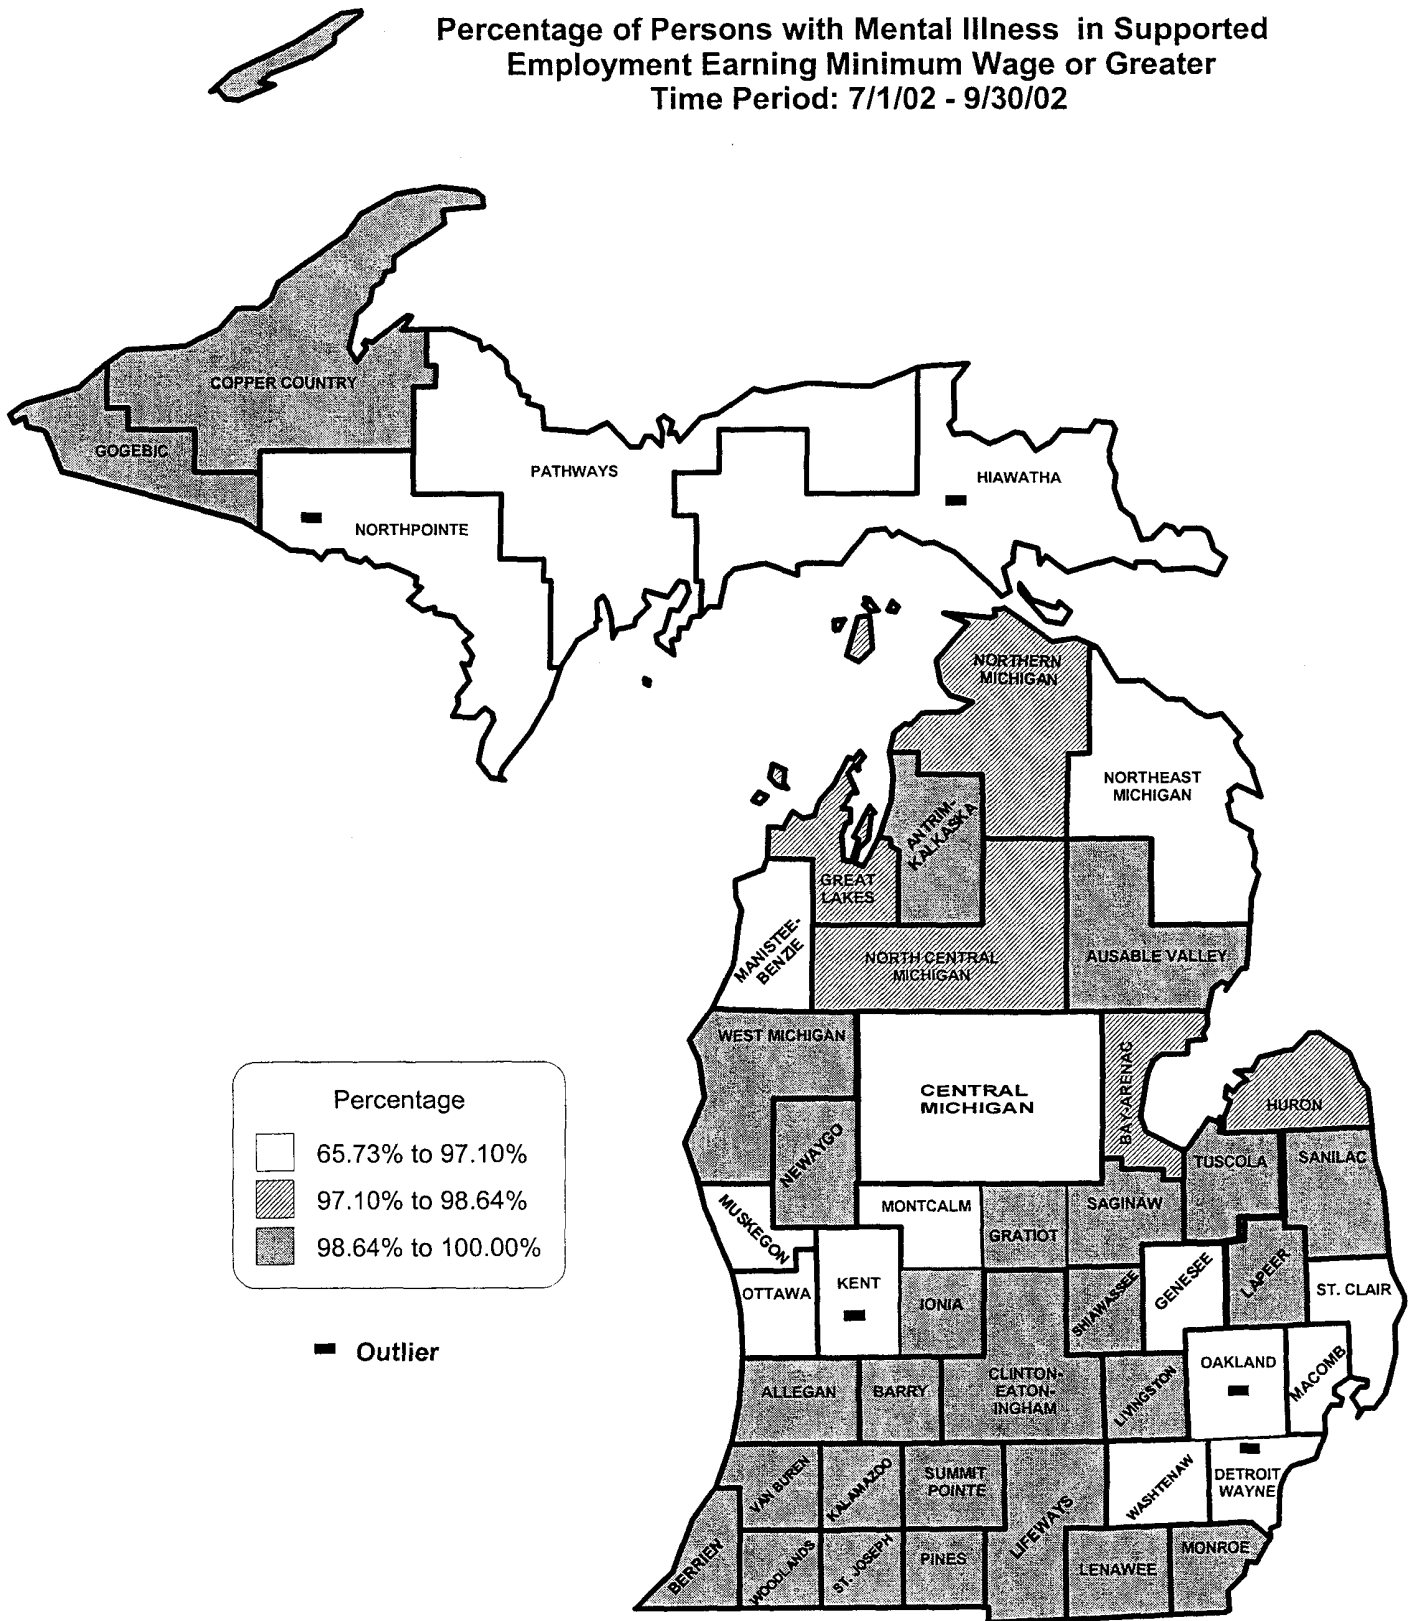 Percentage of Persons with Mental Illness in Supported
Employment Earning Minimum Wage or Greater
Time Period: 7/1/02 - 9/30/02
COPPER COUNTRY
GOGEBIC
PATHWAYS
HIAWATHA
NORTHPOINTE
NORTHERN
MICHIGAN
NORTHEAST
MICHIGAN
ANTRIM-
KALKASKA
GREAT
LAKES
MANISTEE-
BENZIE
NORTH CENTRAL
MICHIGAN
AUSABLE VALLEY
WEST MICHIGAN
CENTRAL
MICHIGAN
BAY-ARENAC
HURON
NEWAYGO
TUSCOLA
SANILAC
MUSKEGON
MONTCALM
GRATIOT
SAGINAW
OTTAWA
KENT
IONIA
SHIAWASSEE
GENESEE
LAPEER
ST. CLAIR
ALLEGAN
BARRY
CLINTON-
EATON-
INGHAM
LIVINGSTON
OAKLAND
MACOMB
VAN BUREN
KALAMAZOO
SUMMIT
POINTE
LIFEWAYS
WASHTENAW
DETROIT
WAYNE
BERRIEN
WOODLANDS
ST. JOSEPH
PINES
LENAWEE
MONROE
Percentage
65.73% to 97.10%
97.10% to 98.64%
98.64% to 100.00%
Outlier